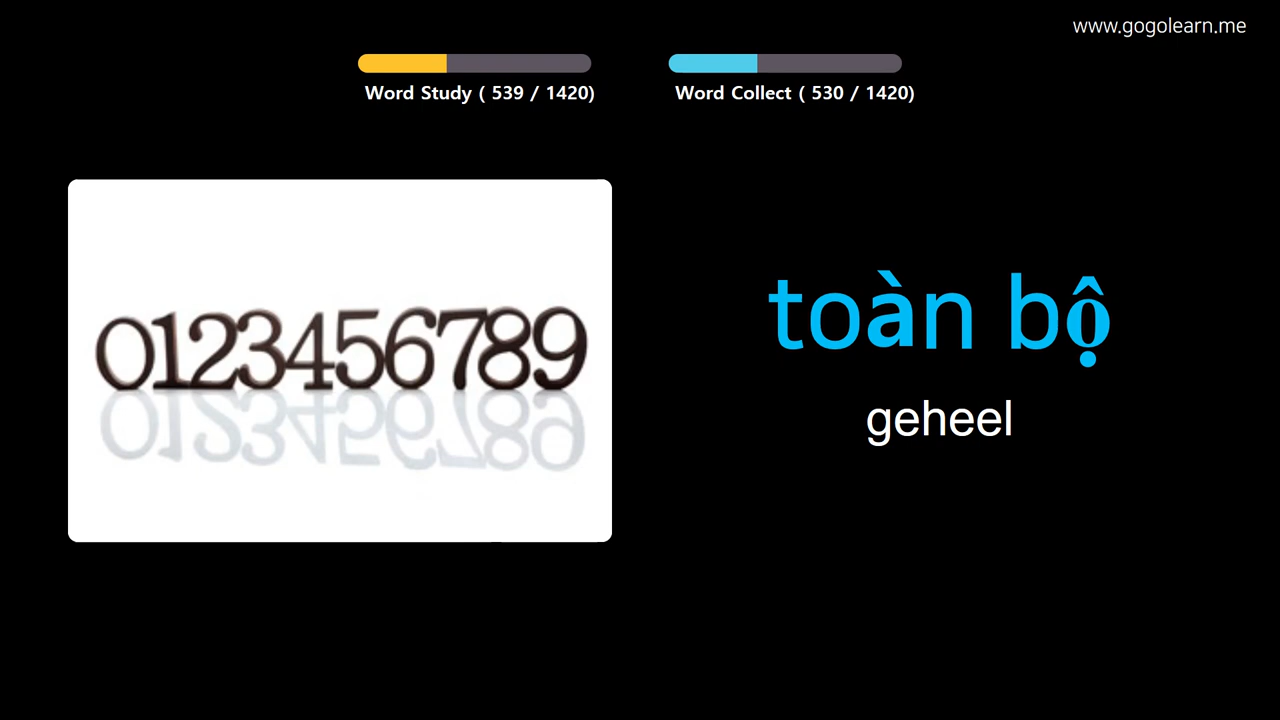 www.gogolearn.me
Word Study ( 539 / 1420)
Word Collect ( 530 / 1420)
0123456789
toàn bộ
geheel